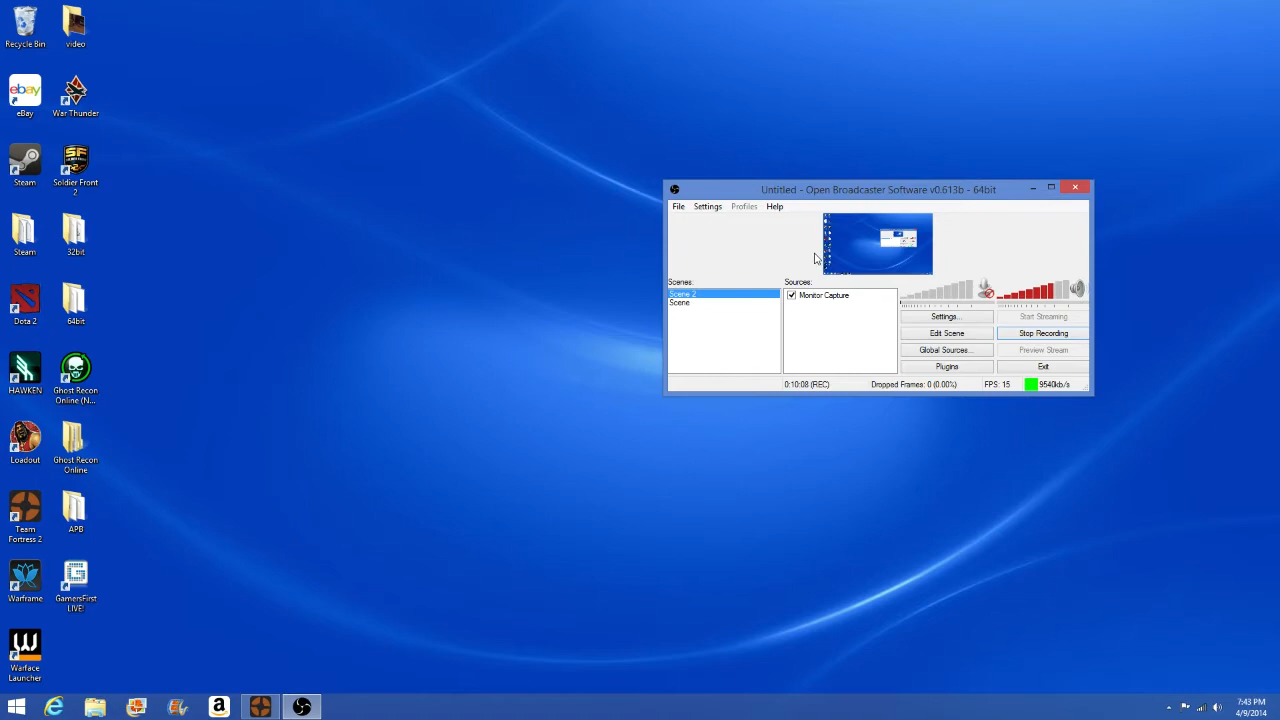 Recycle Bin
video
ebay
eBay
War Thunder
Steam
SF
Soldier Front
2
Steam
32bit
Dota 2
64bit
HAWKEN
Ghost Recon
Online (N...
Loadout
Ghost Recon
Online
Team
Fortress 2
APB
Warframe
GamersFirst
LIVE!
Warface
Launcher
Untitled - Open Broadcaster Software v0.613b - 64bit
File Settings Profiles Help
Scenes:
Sources:
Scene 2
Scene
Monitor Capture
Settings...
Start Streaming
Edit Scene
Stop Recording
Global Sources...
Preview Stream
Plugins
Exit
0:10:08 (REC)
Dropped Frames: 0 (0.00%)
FPS: 15
9540kb/s
7:43 PM
4/9/2014